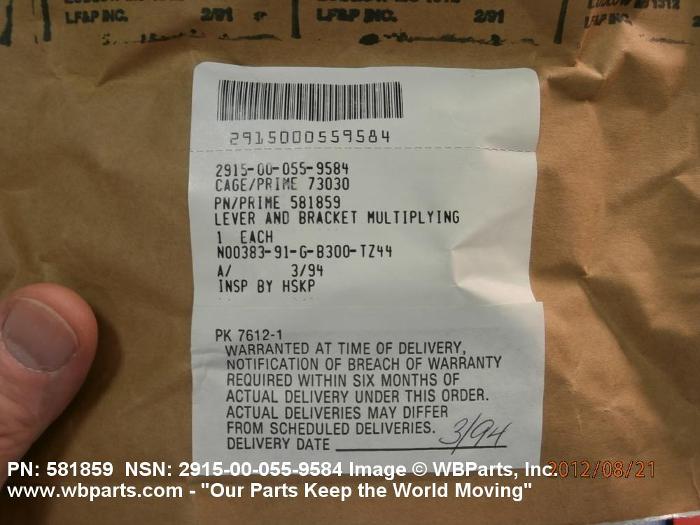 LF&P INC. 2/91
LF&P INC. 2/91
2915000559584
2915-00-055-9584
CAGE/PRIME 73030
PN/PRIME 581859
LEVER AND BRACKET MULTIPLYING
1 EACH
N00383-91-G-B300-TZ44
A/ 3/94
INSP BY HSKP
PK 7612-1
WARRANTED AT TIME OF DELIVERY,
NOTIFICATION OF BREACH OF WARRANTY
REQUIRED WITHIN SIX MONTHS OF
ACTUAL DELIVERY UNDER THIS ORDER.
ACTUAL DELIVERIES MAY DIFFER
FROM SCHEDULED DELIVERIES.
DELIVERY DATE 3/94
2012/08/21
PN: 581859 NSN: 2915-00-055-9584 Image © WBParts, Inc.
www.wbparts.com - "Our Parts Keep the World Moving"